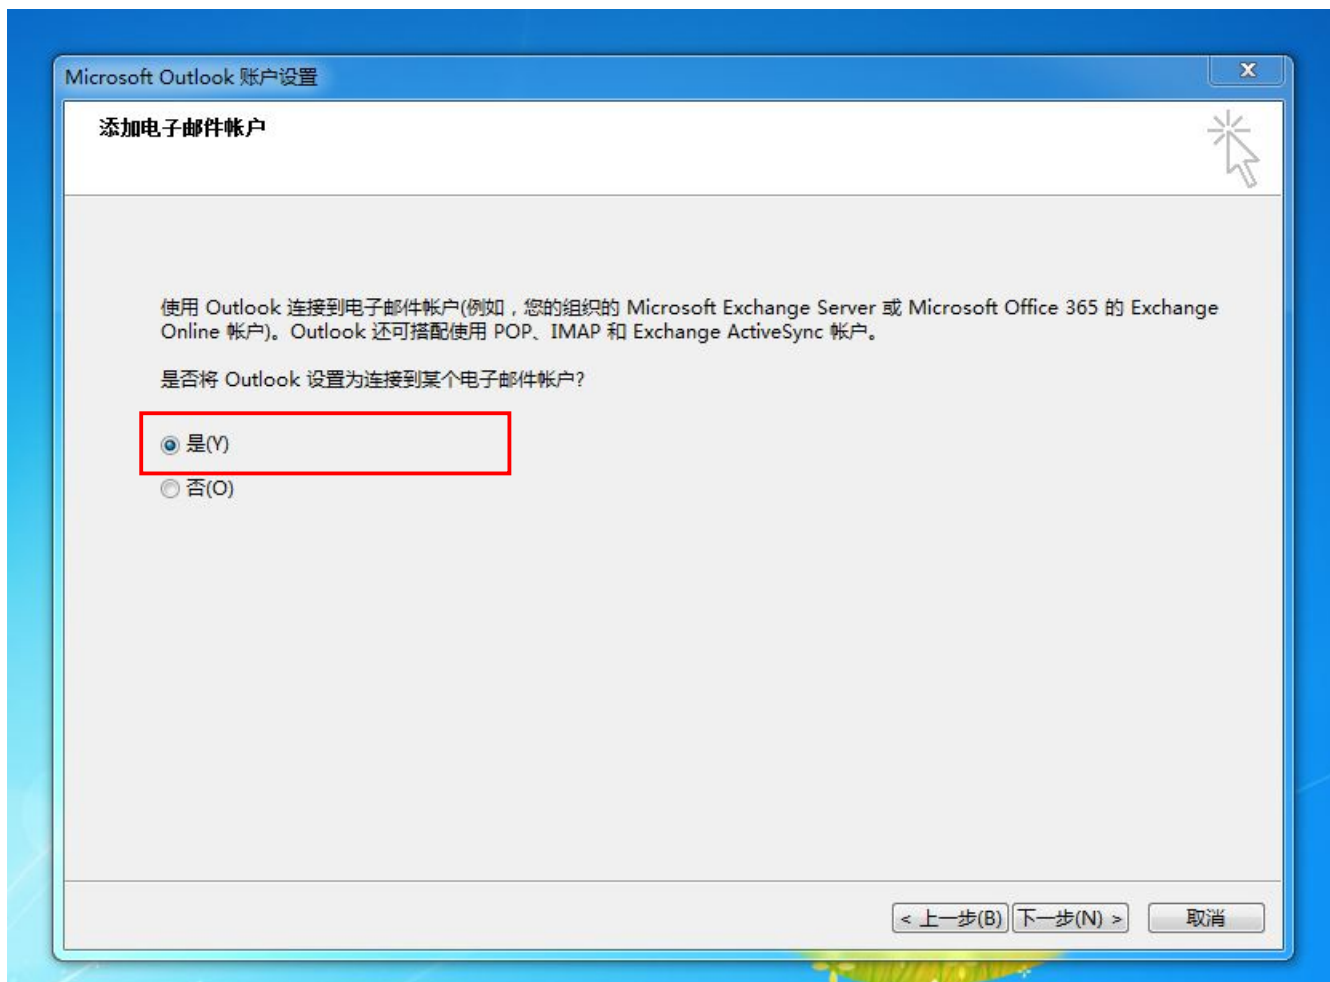 Microsoft Outlook 账户设置
添加电子邮件帐户
使用 Outlook 连接到电子邮件帐户(例如，您的组织的 Microsoft Exchange Server 或 Microsoft Office 365 的 Exchange
Online 帐户)。Outlook 还可搭配使用 POP、IMAP 和 Exchange ActiveSync 帐户。
是否将 Outlook 设置为连接到某个电子邮件帐户?
是(Y)
否(O)
< 上一步(B) 下一步(N) > 取消